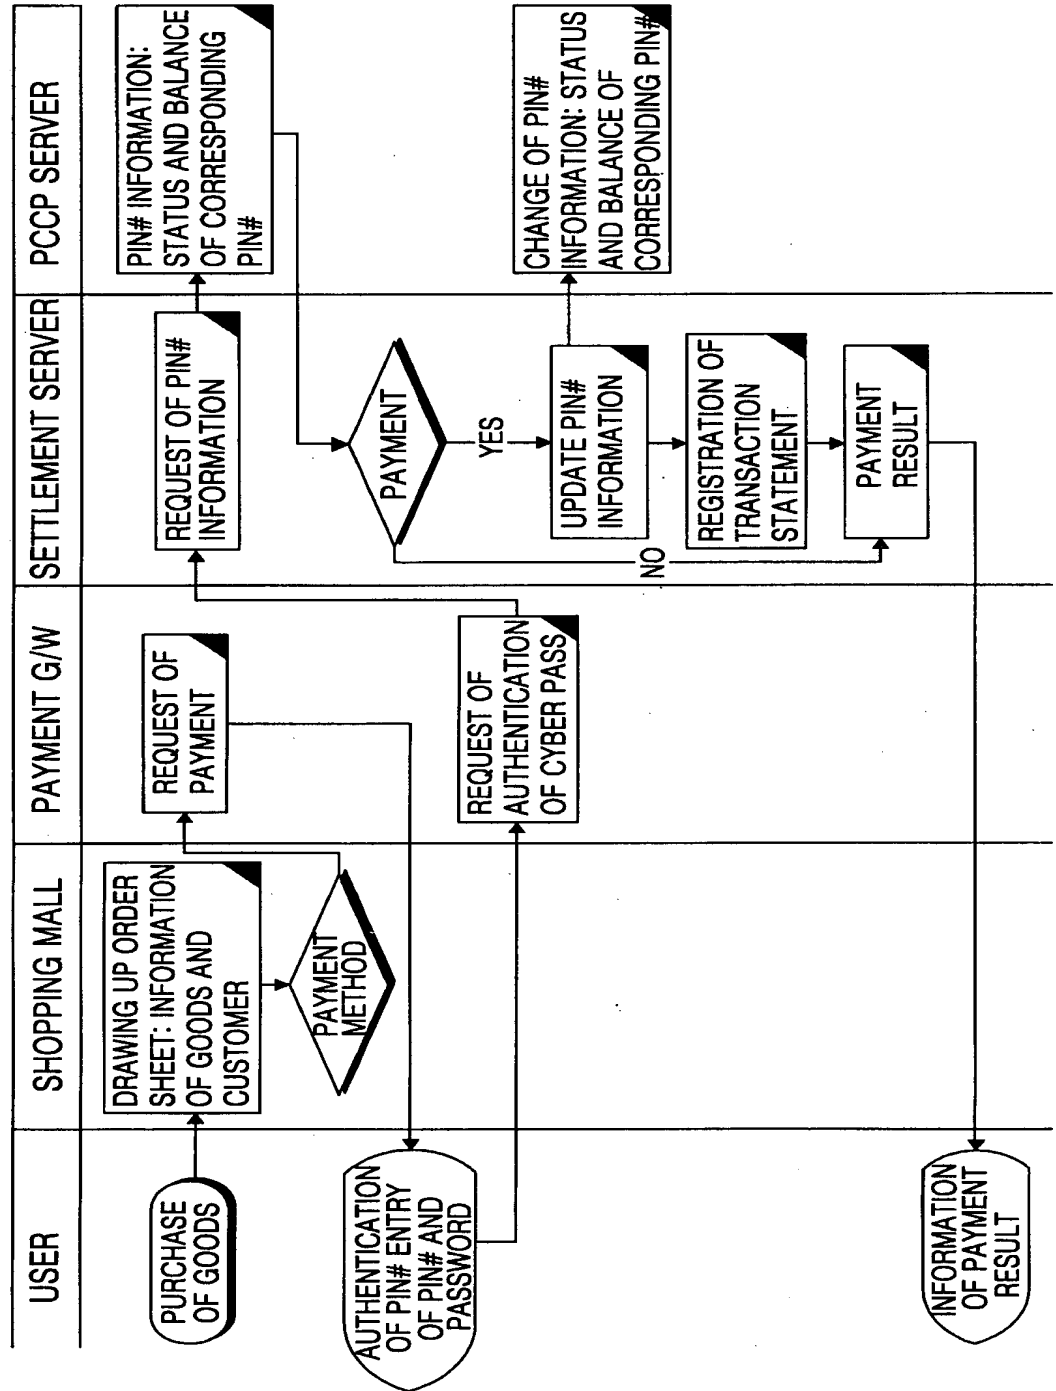 USER
SHOPPING MALL
PAYMENT G/W
SETTLEMENT SERVER
PCCP SERVER
PURCHASE
OF GOODS
DRAWING UP ORDER
SHEET: INFORMATION
OF GOODS AND
CUSTOMER
PAYMENT
METHOD
REQUEST OF
PAYMENT
AUTHENTICATION
OF PIN# ENTRY
OF PIN# AND
PASSWORD
REQUEST OF
AUTHENTICATION
OF CYBER PASS
REQUEST OF PIN#
INFORMATION
PIN# INFORMATION:
STATUS AND BALANCE
OF CORRESPONDING
PIN#
PAYMENT
YES
NO
UPDATE PIN#
INFORMATION
CHANGE OF PIN#
INFORMATION: STATUS
AND BALANCE OF
CORRESPONDING PIN#
REGISTRATION OF
TRANSACTION
STATEMENT
PAYMENT
RESULT
INFORMATION
OF PAYMENT
RESULT